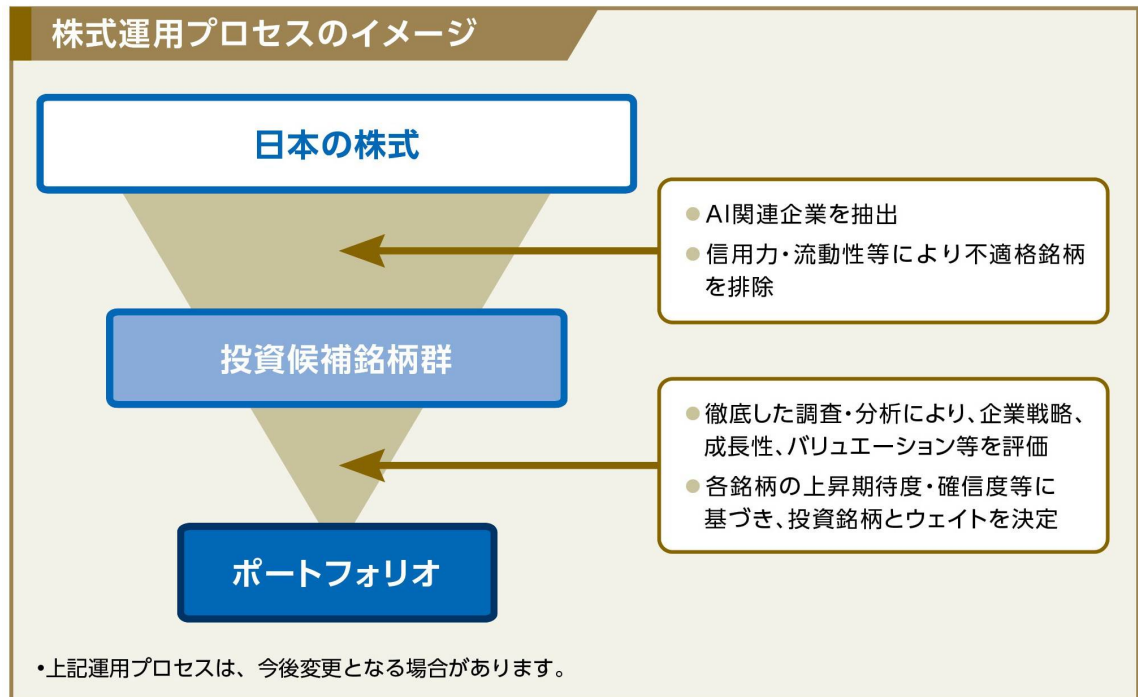 株式運用プロセスのイメージ
日本の株式
●AI関連企業を抽出
●信用力・流動性等により不適格銘柄
を排除
投資候補銘柄群
●徹底した調査・分析により、企業戦略、
成長性、バリュエーション等を評価
●各銘柄の上昇期待度・確信度等に
基づき、投資銘柄とウェイトを決定
ポートフォリオ
•上記運用プロセスは、今後変更となる場合があります。